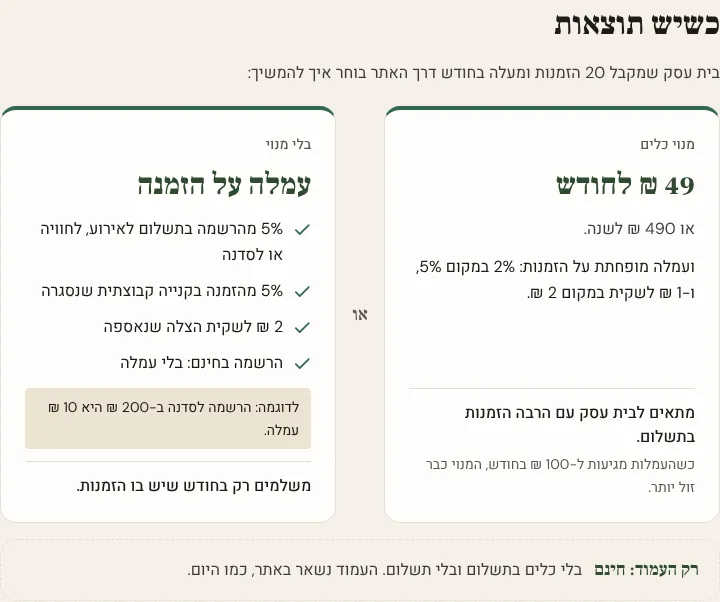 כשיש תוצאות
בית עסק שמקבל 20 הזמנות ומעלה בחודש דרך האתר בוחר איך להמשיך:
מנוי כלים
49 ₪ לחודש
או 490 ₪ לשנה.
ועמלה מופחתת על הזמנות: 2% במקום 5%,
ו-1 ₪ לשקית במקום 2 ₪.
מתאים לבית עסק עם הרבה הזמנות
בתשלום.
כשהעמלות מגיעות ל-100 ₪ בחודש, המנוי כבר
זול יותר.
או
בלי מנוי
עמלה על הזמנה
5% מהרשמה בתשלום לאירוע, לחוויה
או לסדנה
5% מהזמנה בקנייה קבוצתית שנסגרה
2 ₪ לשקית הצלה שנאספה
הרשמה בחינם: בלי עמלה
לדוגמה: הרשמה לסדנה ב-200 ₪ היא 10 ₪
עמלה.
משלמים רק בחודש שיש בו הזמנות.
רק העמוד: חינם בלי כלים בתשלום ובלי תשלום. העמוד נשאר באתר, כמו היום.